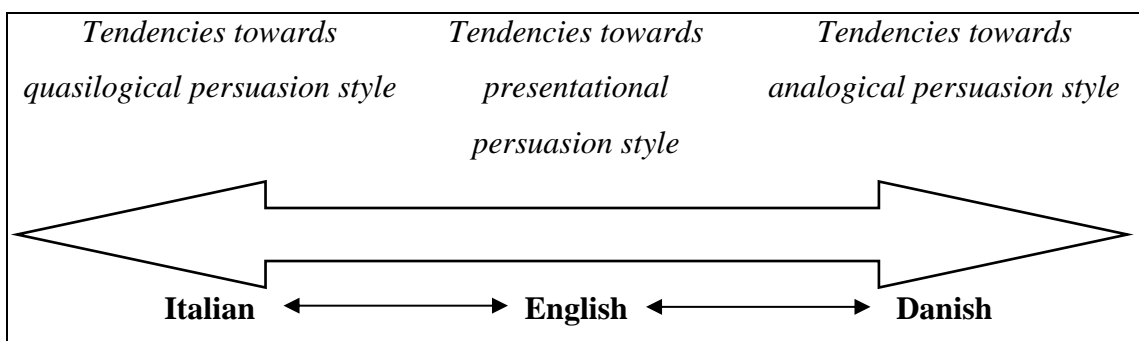 Tendencies towards
quasilogical persuasion style
Tendencies towards
presentational
persuasion style
Tendencies towards
analogical persuasion style
Italian
English
Danish